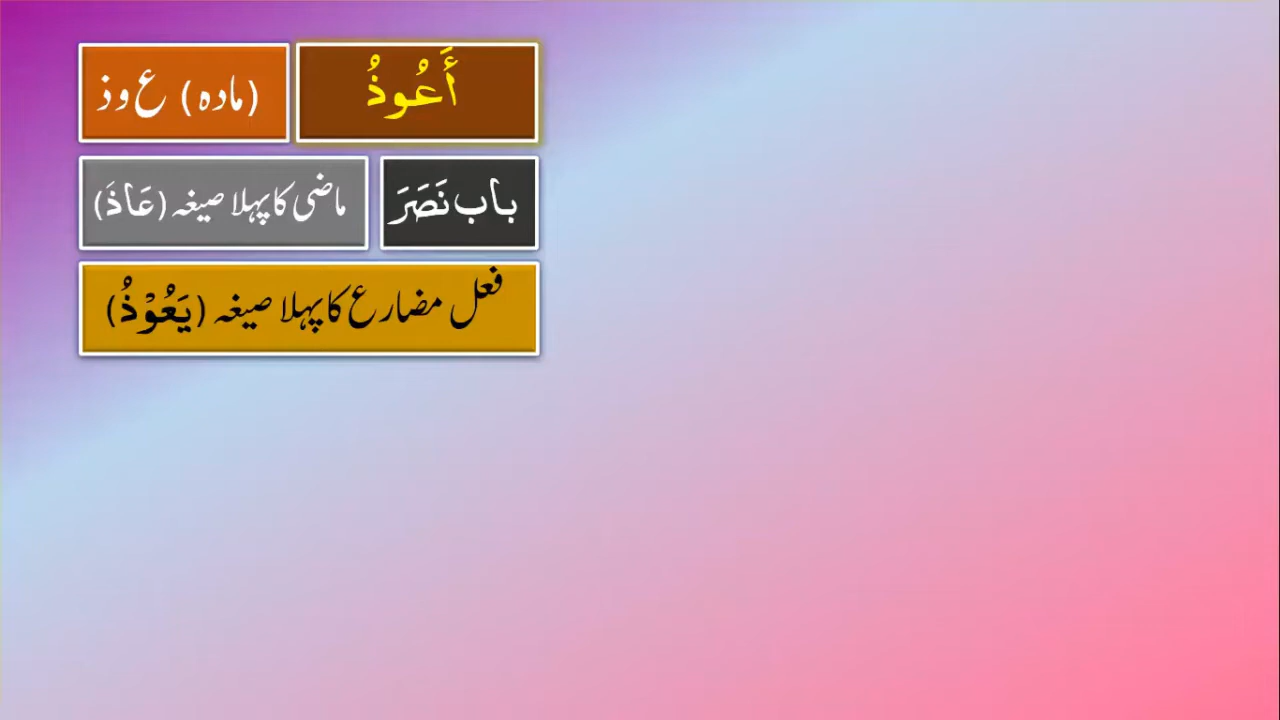 أَعُوذُ (مادہ) ع و ذ
باب نَصَرَ ماضی کا پہلا صیغہ (عَاذَ)
فعل مضارع کا پہلا صیغہ (يَعُوْذُ)